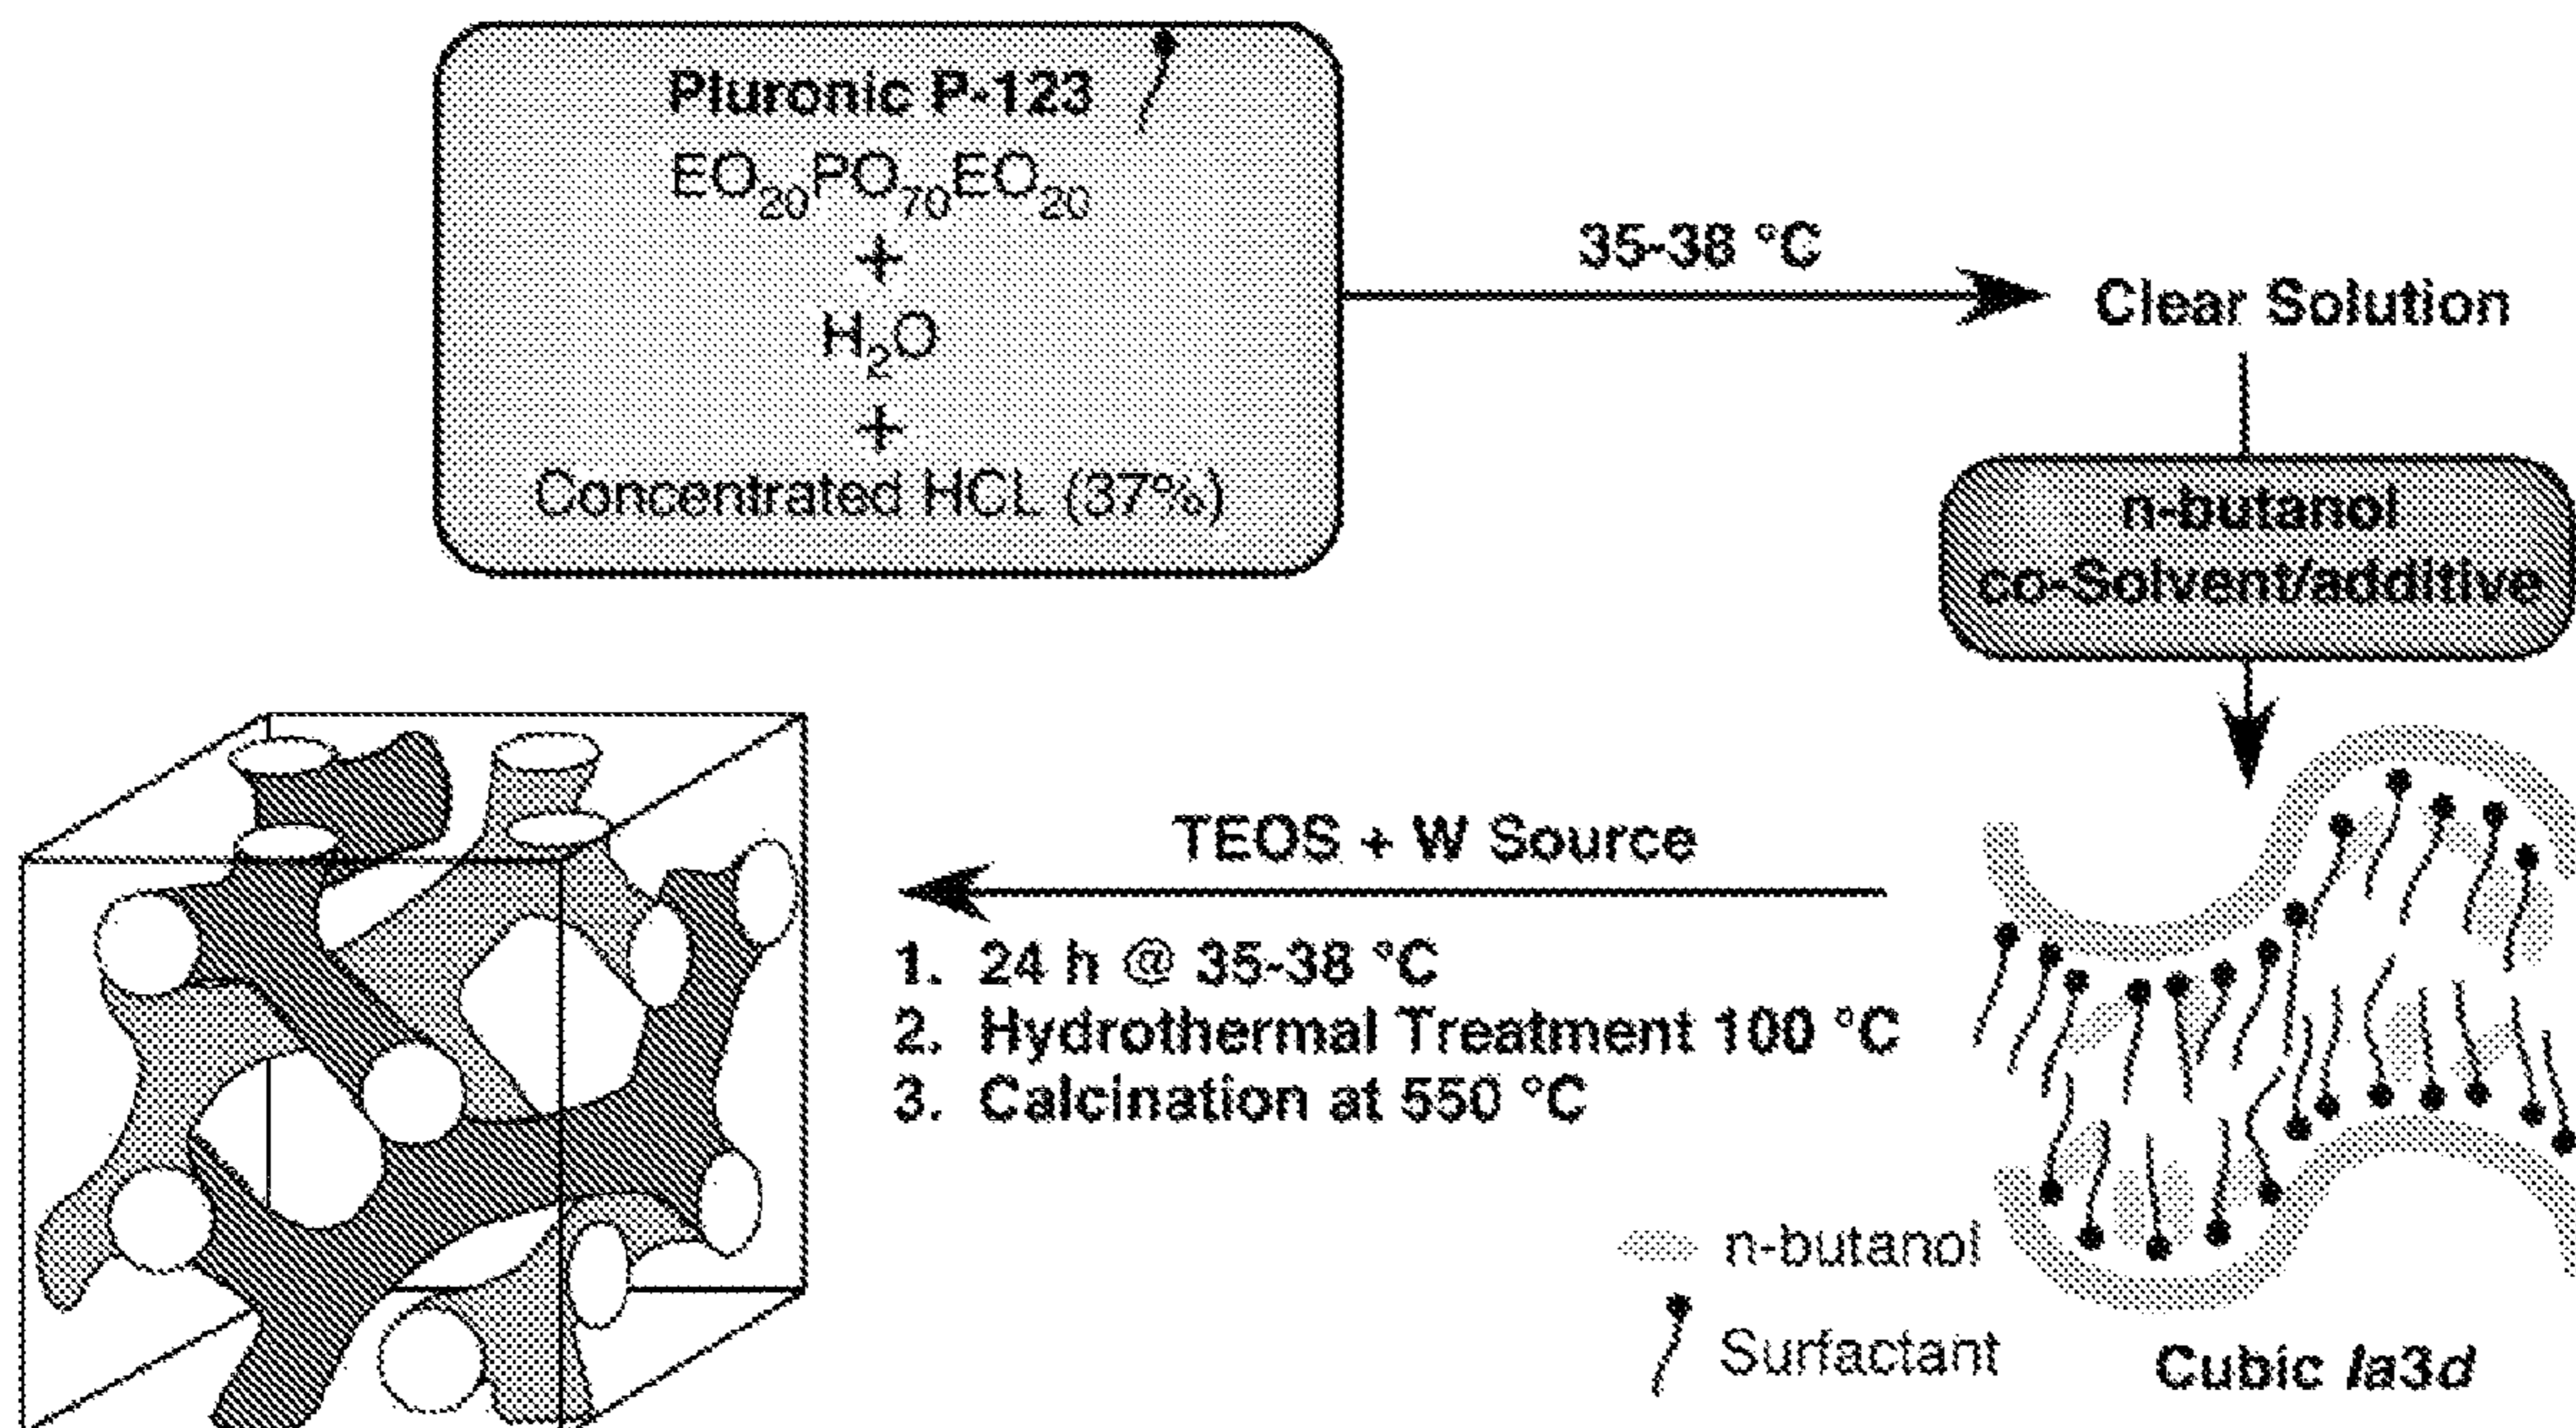 Pluronic P-123
EO₂₀PO₇₀EO₂₀
+
H₂O
+
Concentrated HCL (37%)
35-38 °C
Clear Solution
n-butanol
co-Solvent/additive
TEOS + W Source
1. 24 h @ 35-38 °C
2. Hydrothermal Treatment 100 °C
3. Calcination at 550 °C
n-butanol
Surfactant
Cubic Ia3d